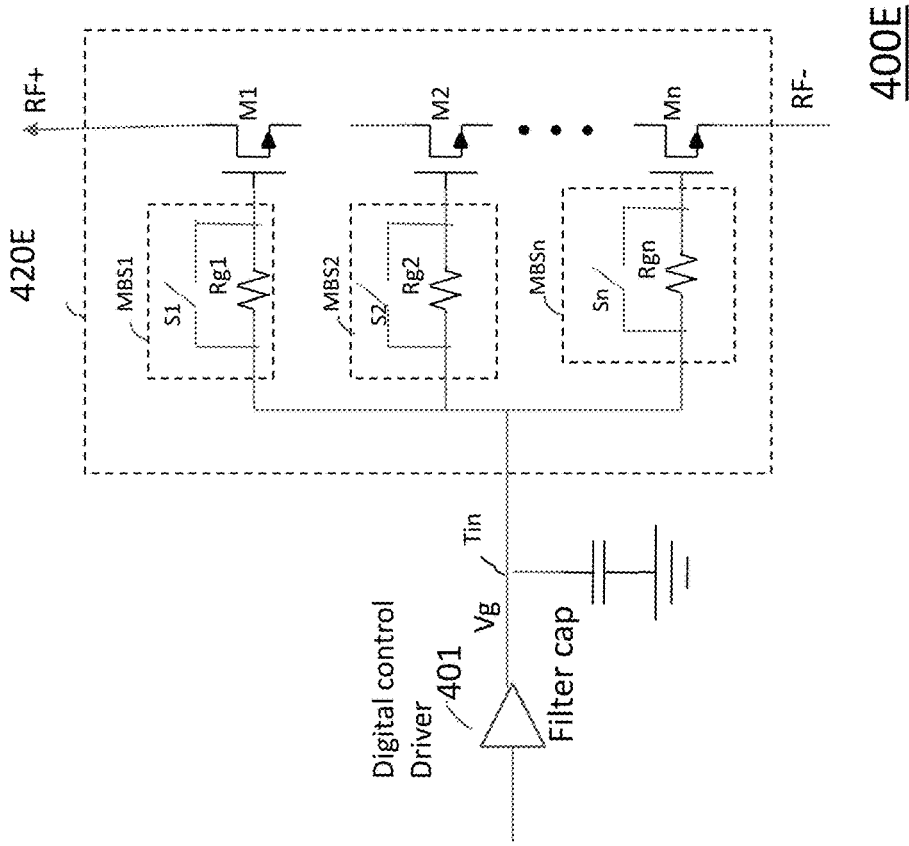 420E
RF+
MBS1
S1
Rg1
M1
MBS2
S2
Rg2
M2
MBSn
Sn
Rgn
Mn
RF-
Digital control
Driver
401
Vg
Tin
Filter cap
400E